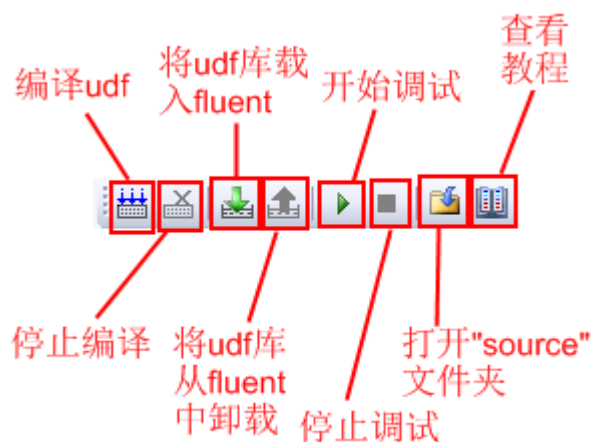 编译udf
将udf库载
入fluent
开始调试
查看
教程
停止编译
将udf库
从fluent
中卸载
停止调试
打开"source"
文件夹